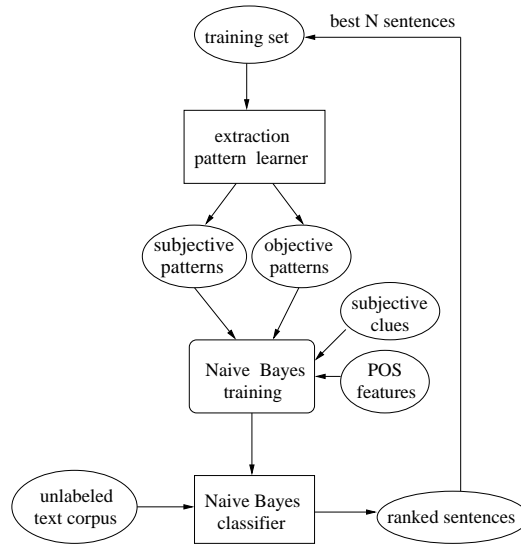 best N sentences
training set
extraction
pattern learner
subjective
patterns
objective
patterns
subjective
clues
Naive Bayes
training
POS
features
unlabeled
text corpus
Naive Bayes
classifier
ranked sentences